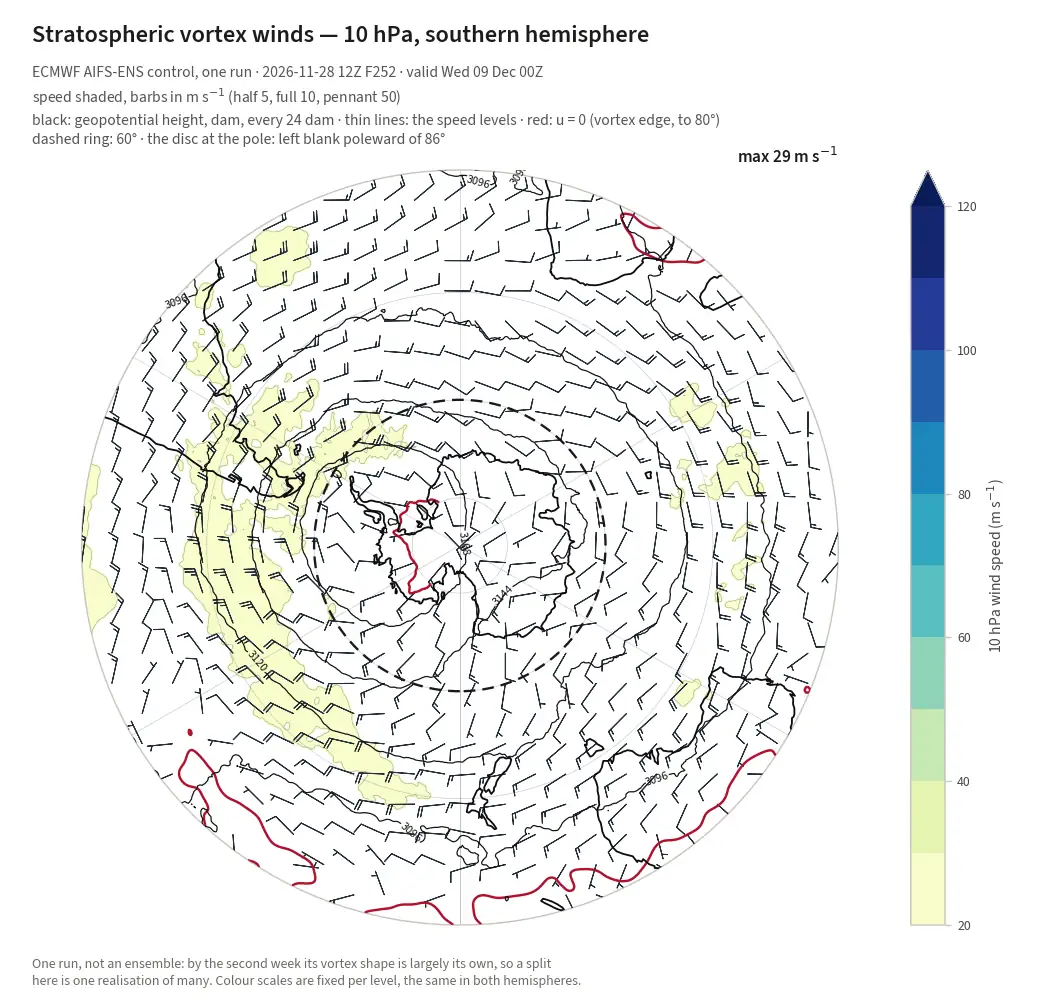 Stratospheric vortex winds — 10 hPa, southern hemisphere
ECMWF AIFS-ENS control, one run · 2026-11-28 12Z F252 · valid Wed 09 Dec 00Z
speed shaded, barbs in m s⁻¹ (half 5, full 10, pennant 50)
black: geopotential height, dam, every 24 dam · thin lines: the speed levels · red: u = 0 (vortex edge, to 80°)
dashed ring: 60° · the disc at the pole: left blank poleward of 86°
max 29 m s⁻¹
3096
3096
3144
3120
3096
3096
120
100
80
60
40
20
10 hPa wind speed (m s⁻¹)
One run, not an ensemble: by the second week its vortex shape is largely its own, so a split
here is one realisation of many. Colour scales are fixed per level, the same in both hemispheres.